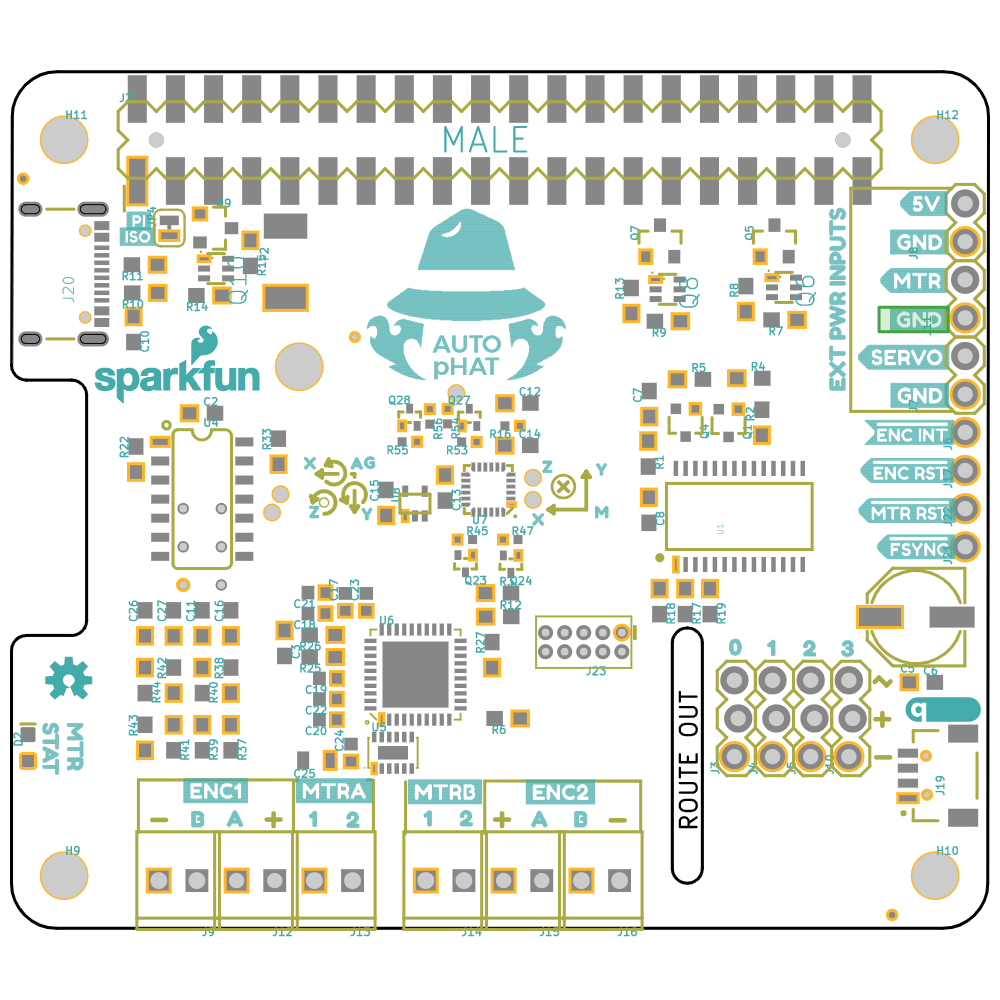 H11
MALE
H12
5V
GND
MTR
GND
SERVO
GND
ENC INT
ENC RST
MTR RST
FSYNC
EXT PWR INPUTS
PI
ISO
J20
R11
R10
R14
C10
Q7
Q5
R13
R9
R8
R7
AUTO
pHAT
sparkfun
C2
U4
R22
R33
Q28
Q27
C12
R55
R53
R16
C14
C7
R5
R4
R2
R1
C8
U1
X
AG
Z
Y
C15
C13
U7
Z
Y
X
M
R45
R47
Q23
Q24
R12
C26
C27
C11
C16
C21
C17
C23
C18
C3
R26
R25
C19
C22
C20
U6
U5
C24
C25
R27
R6
J23
R18
R17
R19
R42
R38
R44
R40
R43
R41
R39
R37
D2
MTR
STAT
0
1
2
3
~
+
−
C5
C6
q
J19
J3
ROUTE OUT
ENC1
MTRA
MTRB
ENC2
− B A +
1 2
1 2
+ A B −
H9
H10
J9
J12
J13
J14
J15
J16